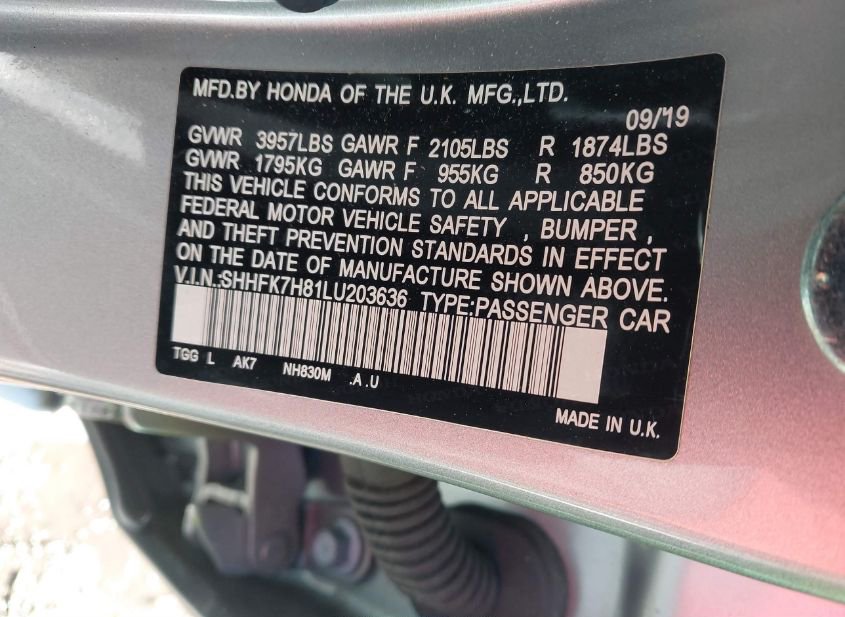 MFD.BY HONDA OF THE U.K. MFG.,LTD.
09/19
GVWR 3957LBS GAWR F 2105LBS R 1874LBS
GVWR 1795KG GAWR F 955KG R 850KG
THIS VEHICLE CONFORMS TO ALL APPLICABLE
FEDERAL MOTOR VEHICLE SAFETY , BUMPER ,
AND THEFT PREVENTION STANDARDS IN EFFECT
ON THE DATE OF MANUFACTURE SHOWN ABOVE.
V.I.N.:SHHFK7H81LU203636 TYPE:PASSENGER CAR
TGG L AK7 NH830M .A .U
MADE IN U.K.